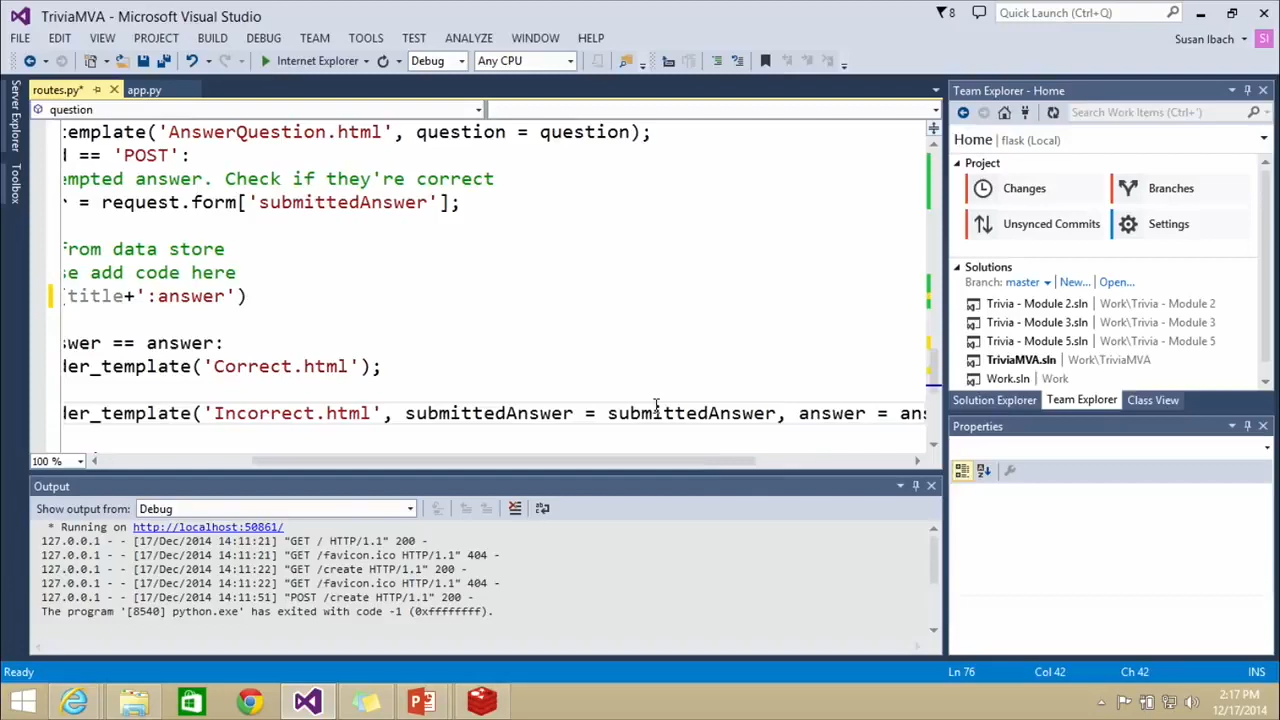 TriviaMVA - Microsoft Visual Studio
8
Quick Launch (Ctrl+Q)
FILE EDIT VIEW PROJECT BUILD DEBUG TEAM TOOLS TEST ANALYZE WINDOW HELP
Susan Ibach SI
Internet Explorer Debug Any CPU
Server Explorer
Toolbox
routes.py* app.py
question
template('AnswerQuestion.html', question = question);
d == 'POST':
empted answer. Check if they're correct
r = request.form['submittedAnswer'];
from data store
se add code here
(title+':answer')
swer == answer:
der_template('Correct.html');
der_template('Incorrect.html', submittedAnswer = submittedAnswer, answer = ans
100 %
Output
Show output from: Debug
* Running on http://localhost:50861/
127.0.0.1 - - [17/Dec/2014 14:11:21] "GET / HTTP/1.1" 200 -
127.0.0.1 - - [17/Dec/2014 14:11:21] "GET /favicon.ico HTTP/1.1" 404 -
127.0.0.1 - - [17/Dec/2014 14:11:22] "GET /create HTTP/1.1" 200 -
127.0.0.1 - - [17/Dec/2014 14:11:22] "GET /favicon.ico HTTP/1.1" 404 -
127.0.0.1 - - [17/Dec/2014 14:11:51] "POST /create HTTP/1.1" 200 -
The program '[8540] python.exe' has exited with code -1 (0xffffffff).
Team Explorer - Home
Search Work Items (Ctrl+')
Home flask (Local)
Project
Changes Branches
Unsynced Commits Settings
Solutions
Branch: master New... Open...
Trivia - Module 2.sln Work\Trivia - Module 2
Trivia - Module 3.sln Work\Trivia - Module 3
Trivia - Module 5.sln Work\Trivia - Module 5
TriviaMVA.sln Work\TriviaMVA
Work.sln Work
Solution Explorer Team Explorer Class View
Properties
Ready Ln 76 Col 42 Ch 42 INS
2:17 PM
12/17/2014